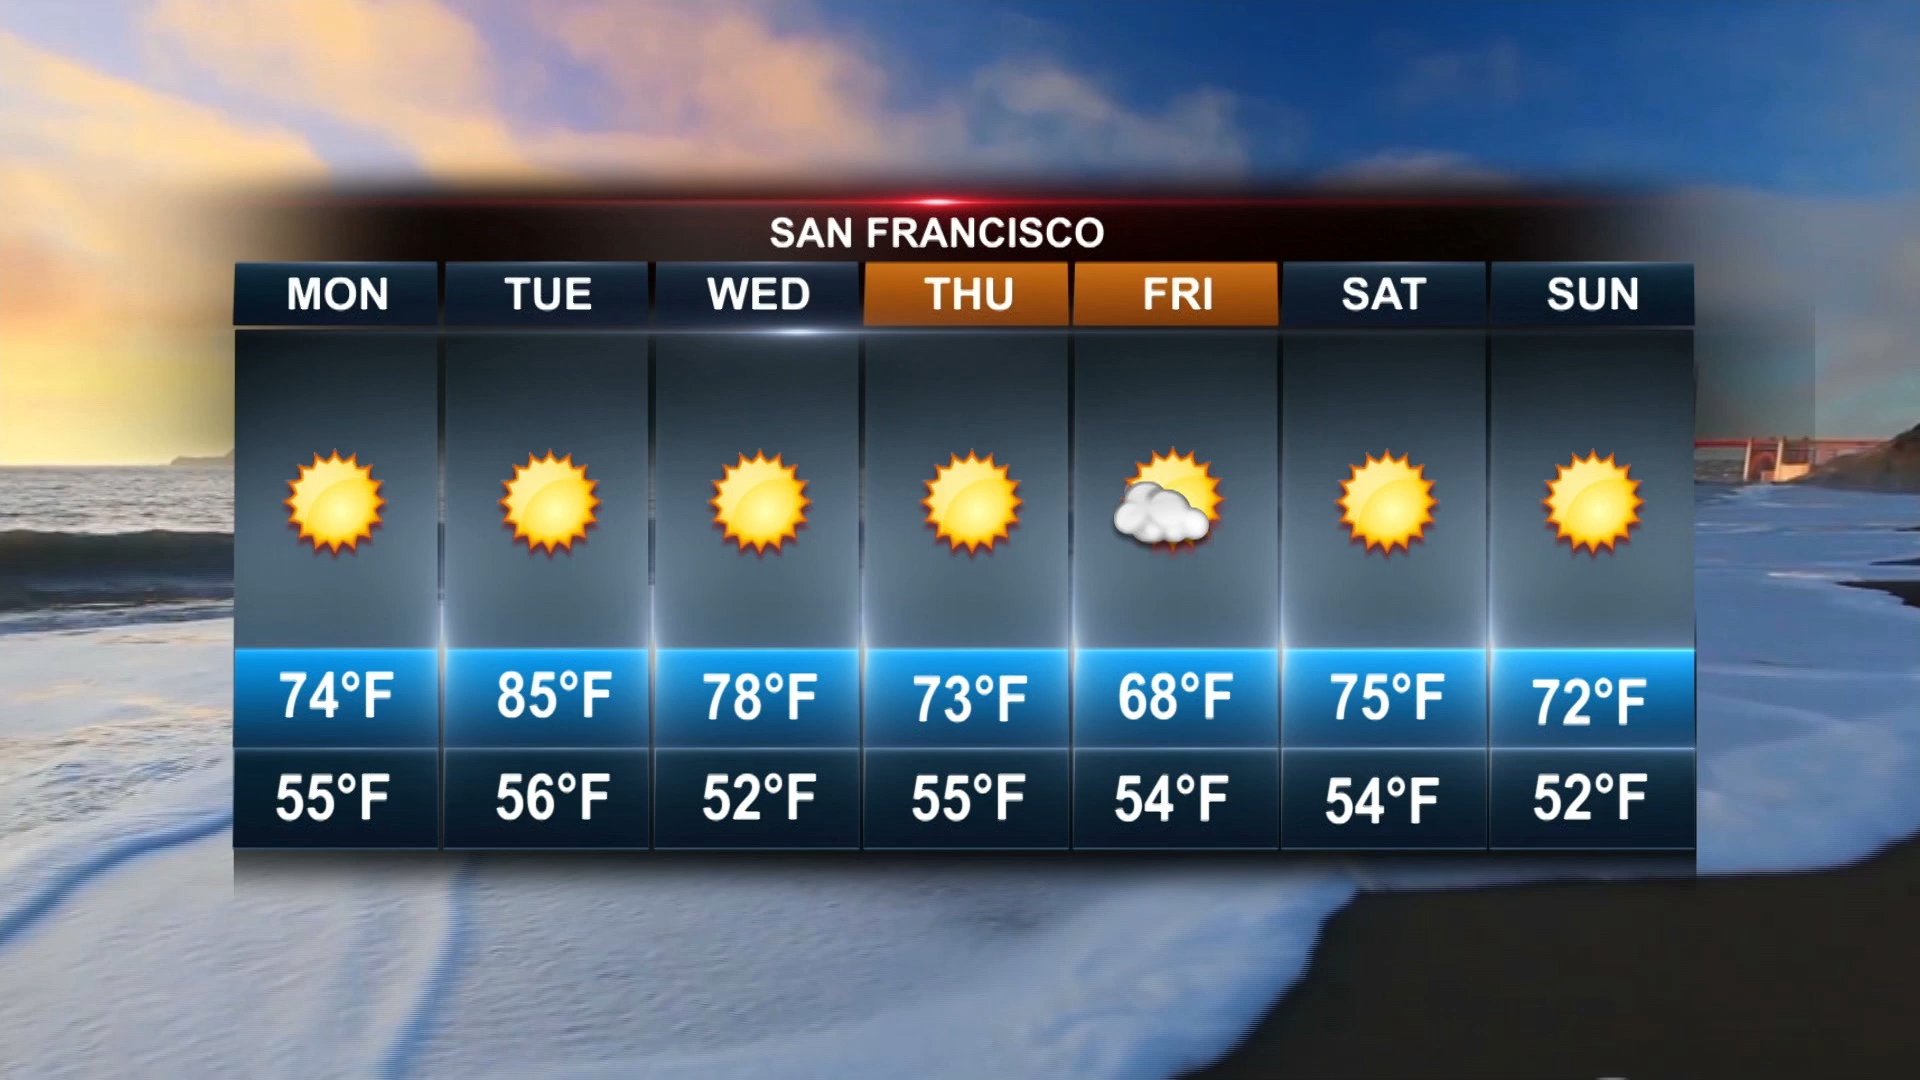 SAN FRANCISCO
MON TUE WED THU FRI SAT SUN
74°F 85°F 78°F 73°F 68°F 75°F 72°F
55°F 56°F 52°F 55°F 54°F 54°F 52°F